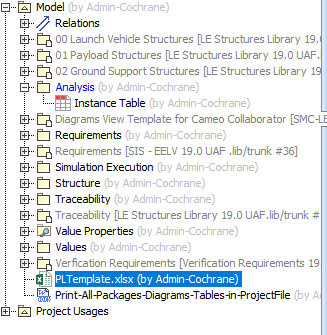 Model (by Admin-Cochrane)
Relations
00 Launch Vehicle Structures [LE Structures Library 19.0 UAF.
01 Payload Structures [LE Structures Library 19.0 UAF.lib/tru
02 Ground Support Structures [LE Structures Library 19.0 UAF
Analysis (by Admin-Cochrane)
Instance Table (by Admin-Cochrane)
Diagrams View Template for Cameo Collaborator [SMC-LE
Requirements (by Admin-Cochrane)
Requirements [SIS - EELV 19.0 UAF .lib/trunk #36]
Simulation Execution (by Admin-Cochrane)
Structure (by Admin-Cochrane)
Traceability (by Admin-Cochrane)
Traceability [LE Structures Library 19.0 UAF.lib/trunk #
Value Properties (by Admin-Cochrane)
Values (by Admin-Cochrane)
Verfication Requirements [Verification Requirements 19
PLTemplate.xlsx (by Admin-Cochrane)
Print-All-Packages-Diagrams-Tables-in-ProjectFile (by Adm
Project Usages